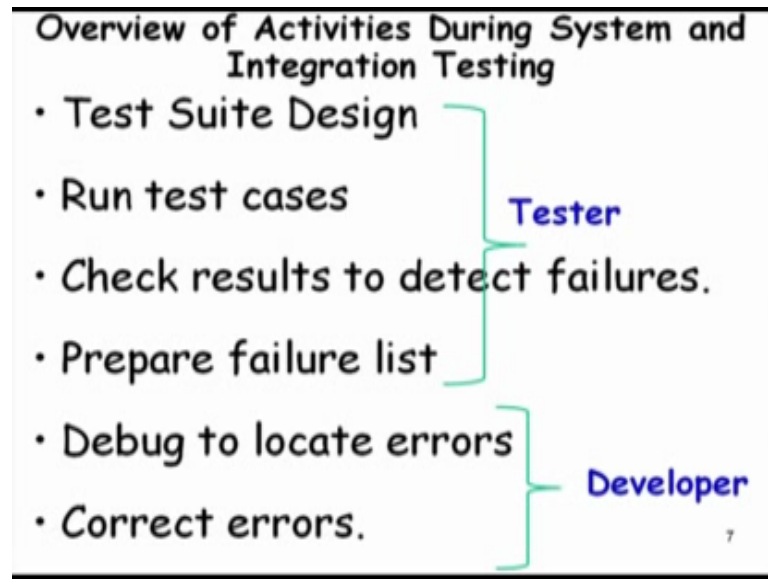 Overview of Activities During System and
Integration Testing
• Test Suite Design
• Run test cases
Tester
• Check results to detect failures.
• Prepare failure list
• Debug to locate errors
Developer
• Correct errors.
7